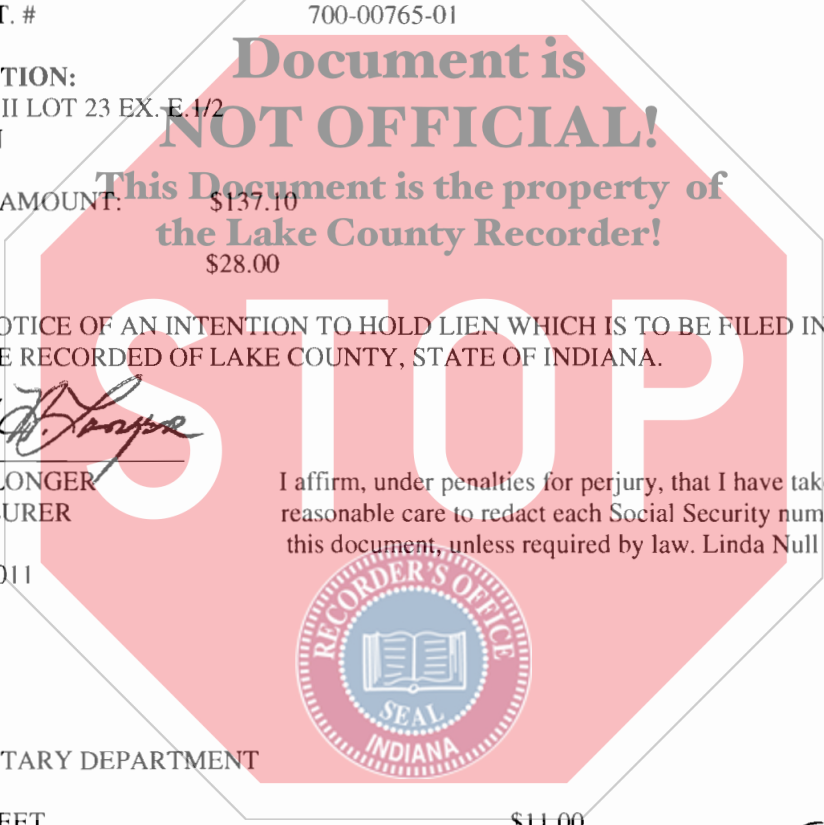 T. # 700-00765-01
Document is
TION:
II LOT 23 EX. E.1/2
NOT OFFICIAL!
This Document is the property of
AMOUNT: $137.10
the Lake County Recorder!
$28.00
STOP
OTICE OF AN INTENTION TO HOLD LIEN WHICH IS TO BE FILED IN
E RECORDED OF LAKE COUNTY, STATE OF INDIANA.
LONGER I affirm, under penalties for perjury, that I have tak
URER reasonable care to redact each Social Security num
this document, unless required by law. Linda Null
011
RECORDER'S OFFICE
SEAL
INDIANA
TARY DEPARTMENT
EET $11.00